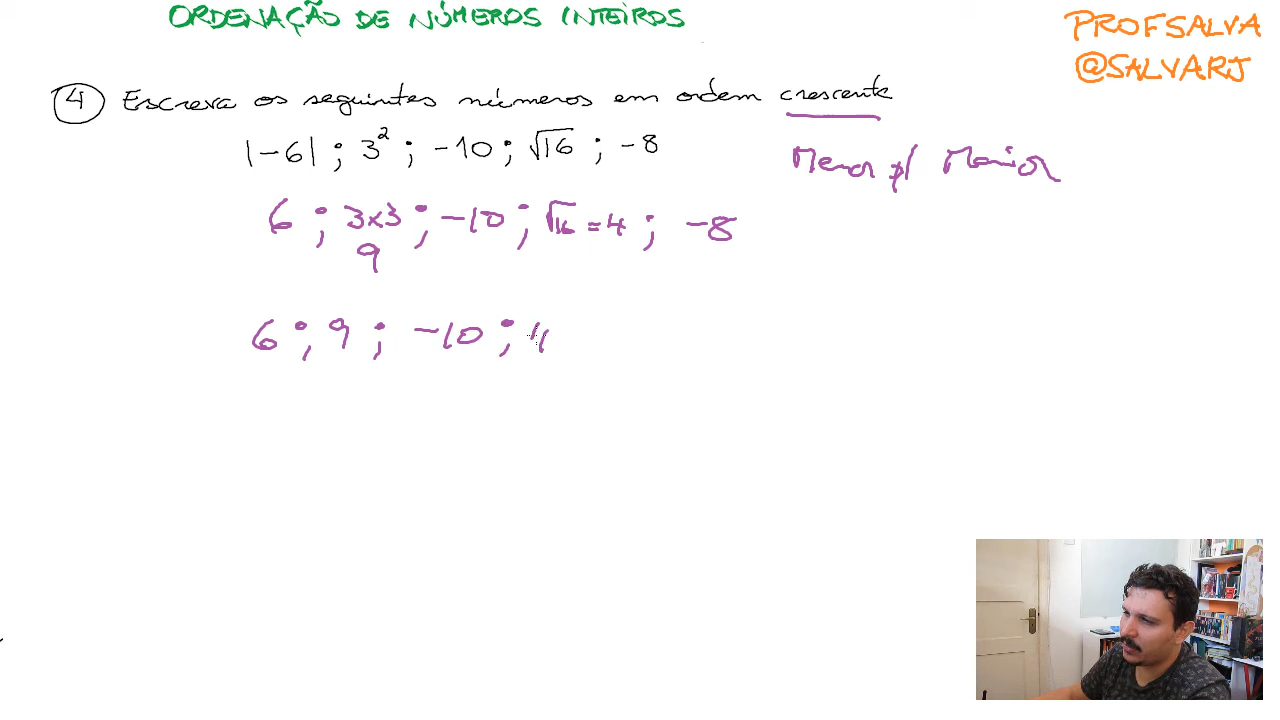 ORDENAÇÃO DE NÚMEROS INTEIROS
PROFSALVA
@SALVARJ
4 Escreva os seguintes números em ordem crescente
|-6| ; 3² ; -10 ; √16 ; -8
Menor p/ Maior
6 ; 3x3 ; -10 ; √16 = 4 ; -8
9
6 ; 9 ; -10 ; 4